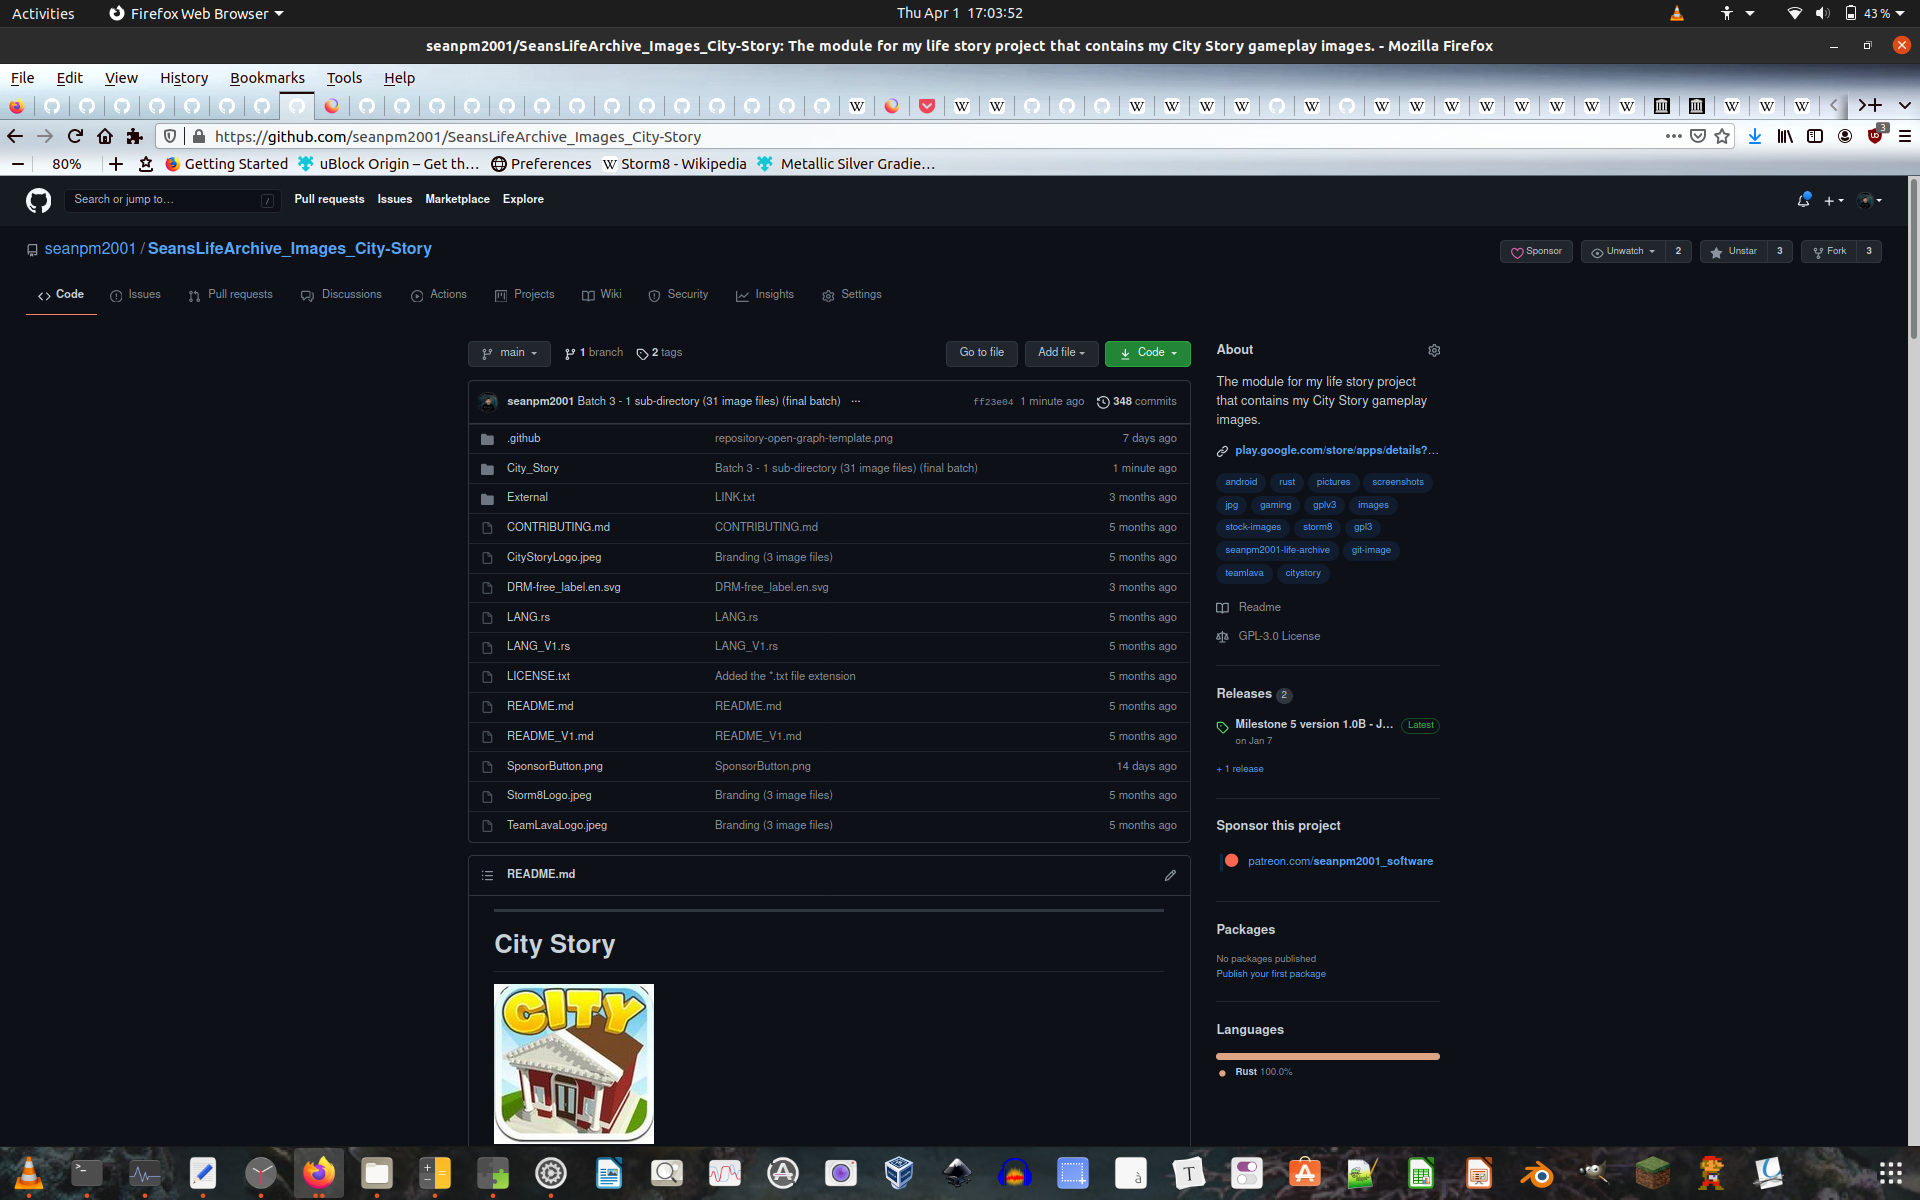 Activities Firefox Web Browser Thu Apr 1 17:03:52 43 %
seanpm2001/SeansLifeArchive_Images_City-Story: The module for my life story project that contains my City Story gameplay images. - Mozilla Firefox
File Edit View History Bookmarks Tools Help
https://github.com/seanpm2001/SeansLifeArchive_Images_City-Story 3
80% Getting Started uBlock Origin – Get th… Preferences Storm8 - Wikipedia Metallic Silver Gradie…
Search or jump to… / Pull requests Issues Marketplace Explore
seanpm2001 / SeansLifeArchive_Images_City-Story Sponsor Unwatch 2 Unstar 3 Fork 3
Code Issues Pull requests Discussions Actions Projects Wiki Security Insights Settings
main 1 branch 2 tags Go to file Add file Code
seanpm2001 Batch 3 - 1 sub-directory (31 image files) (final batch) … ff23e04 1 minute ago 348 commits
.github repository-open-graph-template.png 7 days ago
City_Story Batch 3 - 1 sub-directory (31 image files) (final batch) 1 minute ago
External LINK.txt 3 months ago
CONTRIBUTING.md CONTRIBUTING.md 5 months ago
CityStoryLogo.jpeg Branding (3 image files) 5 months ago
DRM-free_label.en.svg DRM-free_label.en.svg 3 months ago
LANG.rs LANG.rs 5 months ago
LANG_V1.rs LANG_V1.rs 5 months ago
LICENSE.txt Added the *.txt file extension 5 months ago
README.md README.md 5 months ago
README_V1.md README_V1.md 5 months ago
SponsorButton.png SponsorButton.png 14 days ago
Storm8Logo.jpeg Branding (3 image files) 5 months ago
TeamLavaLogo.jpeg Branding (3 image files) 5 months ago
README.md
City Story
CITY
About
The module for my life story project
that contains my City Story gameplay
images.
play.google.com/store/apps/details?…
android rust pictures screenshots
jpg gaming gplv3 images
stock-images storm8 gpl3
seanpm2001-life-archive git-image
teamlava citystory
Readme
GPL-3.0 License
Releases 2
Milestone 5 version 1.0B - J… Latest
on Jan 7
+ 1 release
Sponsor this project
patreon.com/seanpm2001_software
Packages
No packages published
Publish your first package
Languages
Rust 100.0%